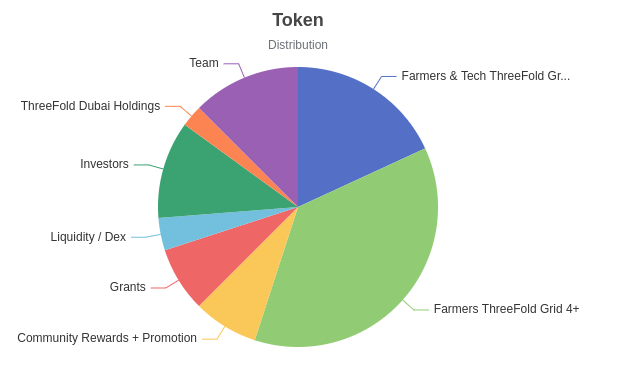 Token
Distribution
Team
Farmers & Tech ThreeFold Gr...
ThreeFold Dubai Holdings
Investors
Liquidity / Dex
Grants
Farmers ThreeFold Grid 4+
Community Rewards + Promotion